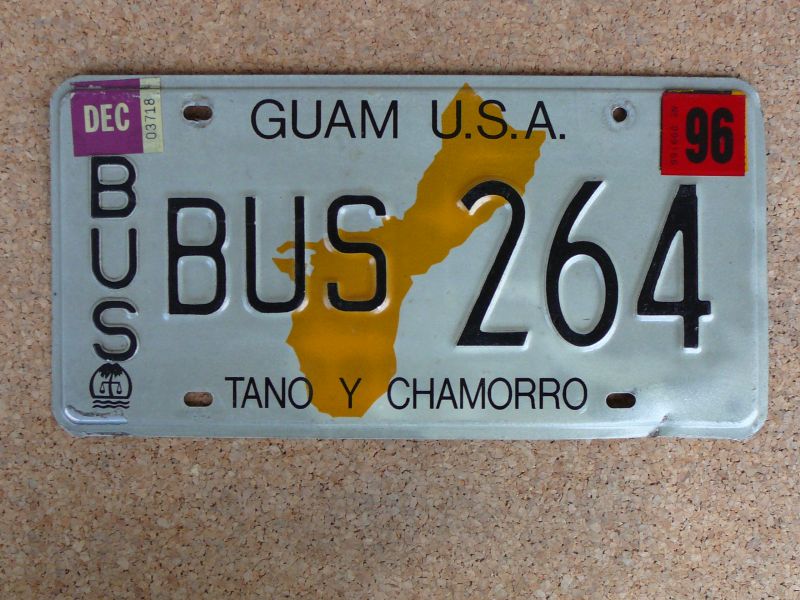 DEC
03718
GUAM U.S.A.
96
BUS
BUS 264
TANO Y CHAMORRO